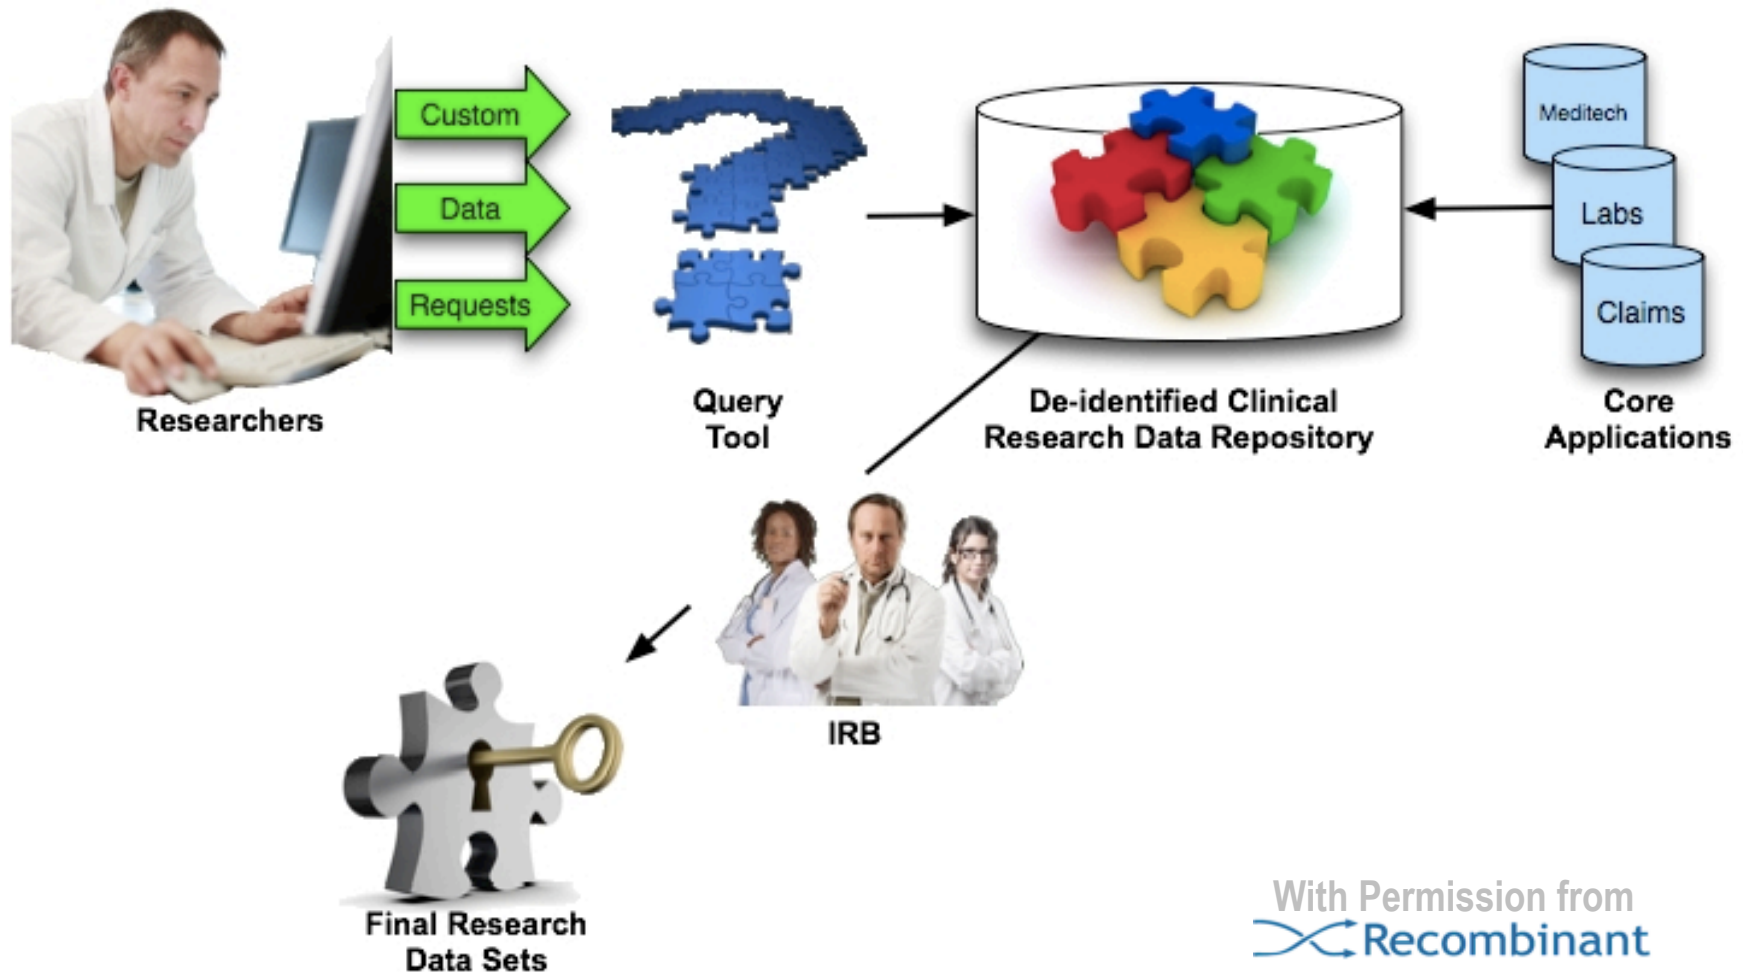 Custom
Data
Requests
Meditech
Labs
Claims
Researchers
Query
Tool
De-identified Clinical
Research Data Repository
Core
Applications
IRB
Final Research
Data Sets
With Permission from
Recombinant